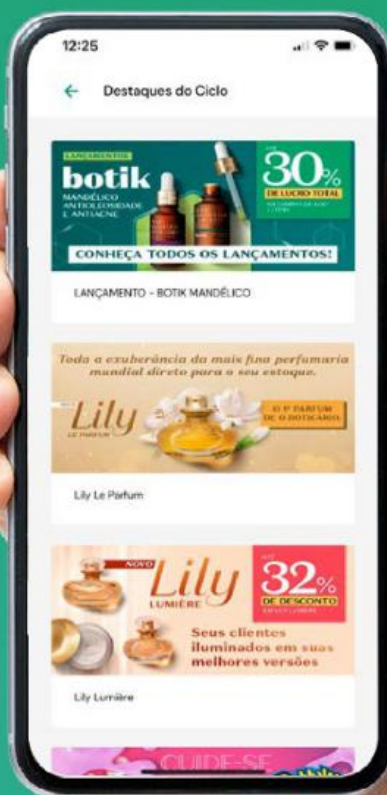 12:25
Destaques do Ciclo
LANÇAMENTOS
botik
MANDÉLICO
ANTIOLEOSIDADE
E ANTIACNE
ATÉ
30%
DE LUCRO TOTAL
CONHEÇA TODOS OS LANÇAMENTOS!
LANÇAMENTO - BOTIK MANDÉLICO
Toda a exuberância da mais fina perfumaria
mundial direto para o seu estoque.
Lily
LE PARFUM
O 1º PARFUM
DE O BOTICÁRIO.
Lily Le Parfum
NOVO
Lily
LUMIÈRE
ATÉ
32%
DE DESCONTO
Seus clientes
iluminados em suas
melhores versões
Lily Lumière
CUIDE-SE